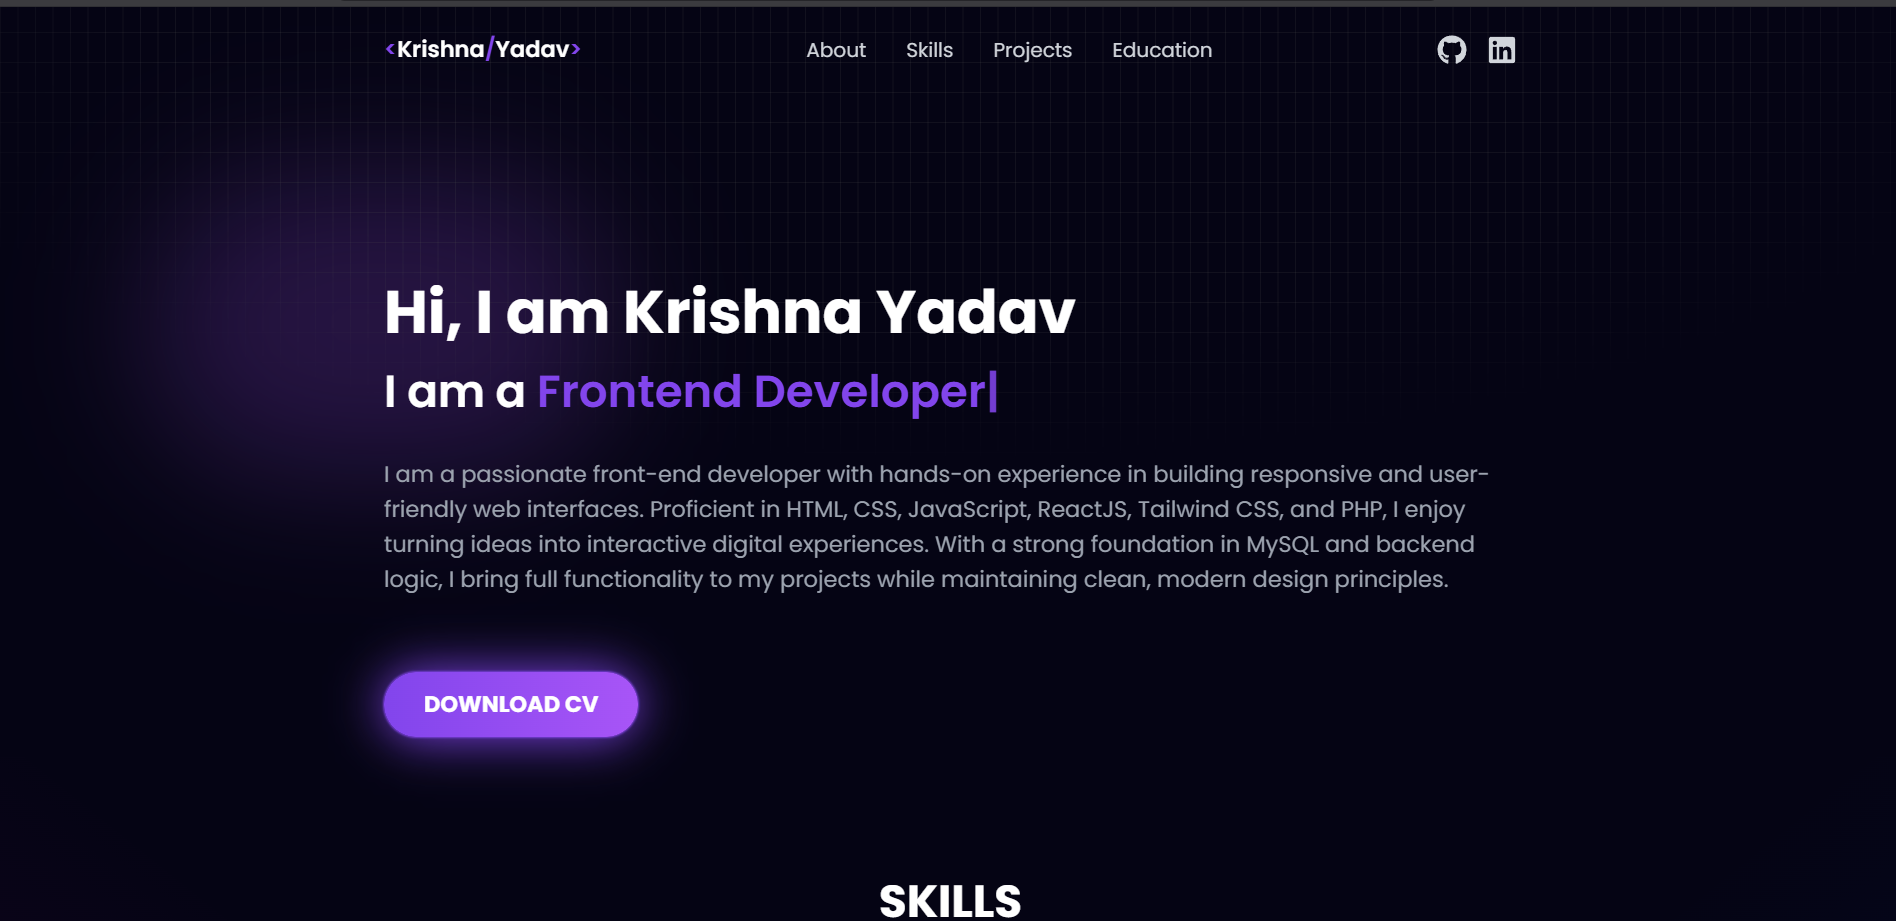 <Krishna/Yadav>
About
Skills
Projects
Education
Hi, I am Krishna Yadav
I am a Frontend Developer|
I am a passionate front-end developer with hands-on experience in building responsive and user-
friendly web interfaces. Proficient in HTML, CSS, JavaScript, ReactJS, Tailwind CSS, and PHP, I enjoy
turning ideas into interactive digital experiences. With a strong foundation in MySQL and backend
logic, I bring full functionality to my projects while maintaining clean, modern design principles.
DOWNLOAD CV
SKILLS